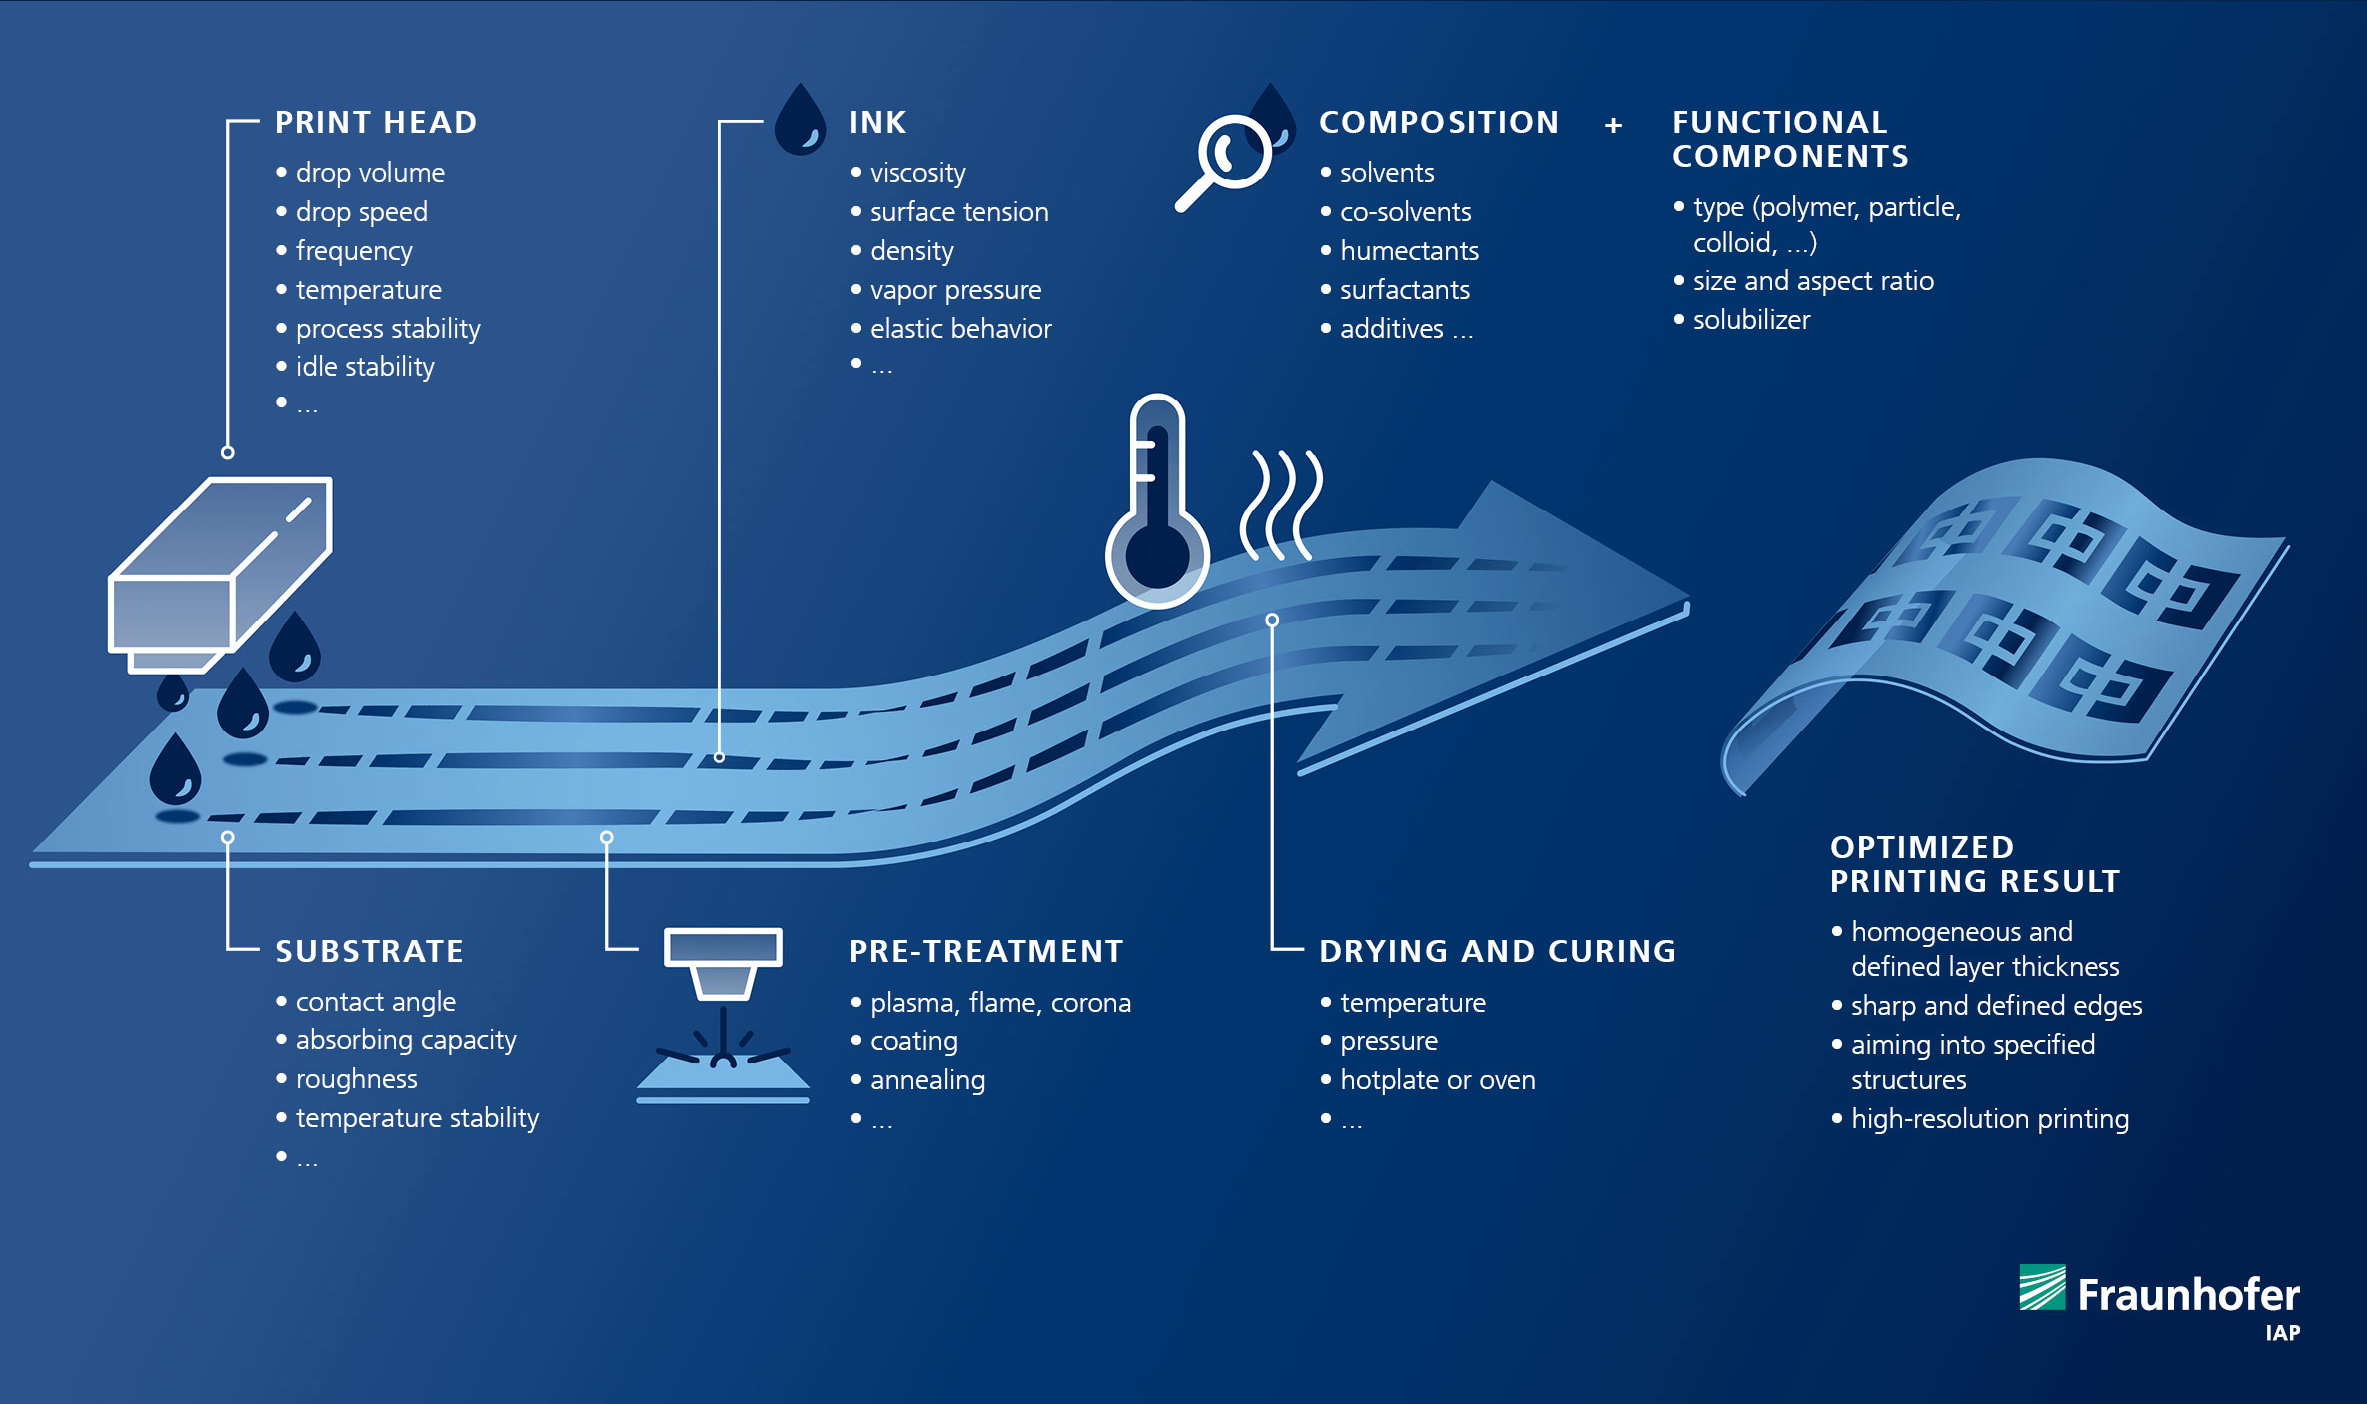 PRINT HEAD
• drop volume
• drop speed
• frequency
• temperature
• process stability
• idle stability
• ...
INK
• viscosity
• surface tension
• density
• vapor pressure
• elastic behavior
• ...
COMPOSITION
• solvents
• co-solvents
• humectants
• surfactants
• additives ...
+
FUNCTIONAL
COMPONENTS
• type (polymer, particle,
colloid, ...)
• size and aspect ratio
• solubilizer
SUBSTRATE
• contact angle
• absorbing capacity
• roughness
• temperature stability
• ...
PRE-TREATMENT
• plasma, flame, corona
• coating
• annealing
• ...
DRYING AND CURING
• temperature
• pressure
• hotplate or oven
• ...
OPTIMIZED
PRINTING RESULT
• homogeneous and
defined layer thickness
• sharp and defined edges
• aiming into specified
structures
• high-resolution printing
Fraunhofer
IAP